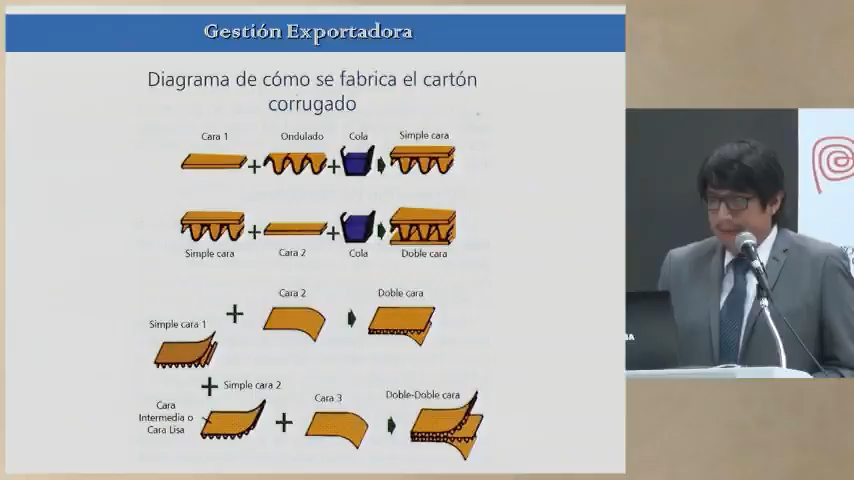 Gestión Exportadora
Diagrama de cómo se fabrica el cartón
corrugado
Cara 1
Ondulado
Cola
Simple cara
Simple cara
Cara 2
Cola
Doble cara
Cara 2
Doble cara
Simple cara 1
Simple cara 2
Cara
Intermedia o
Cara Lisa
Cara 3
Doble-Doble cara